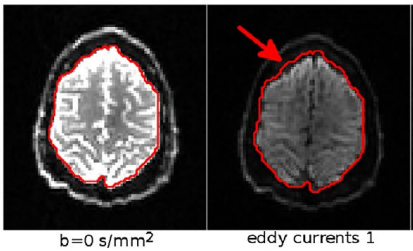 b=0 s/mm²
eddy currents 1